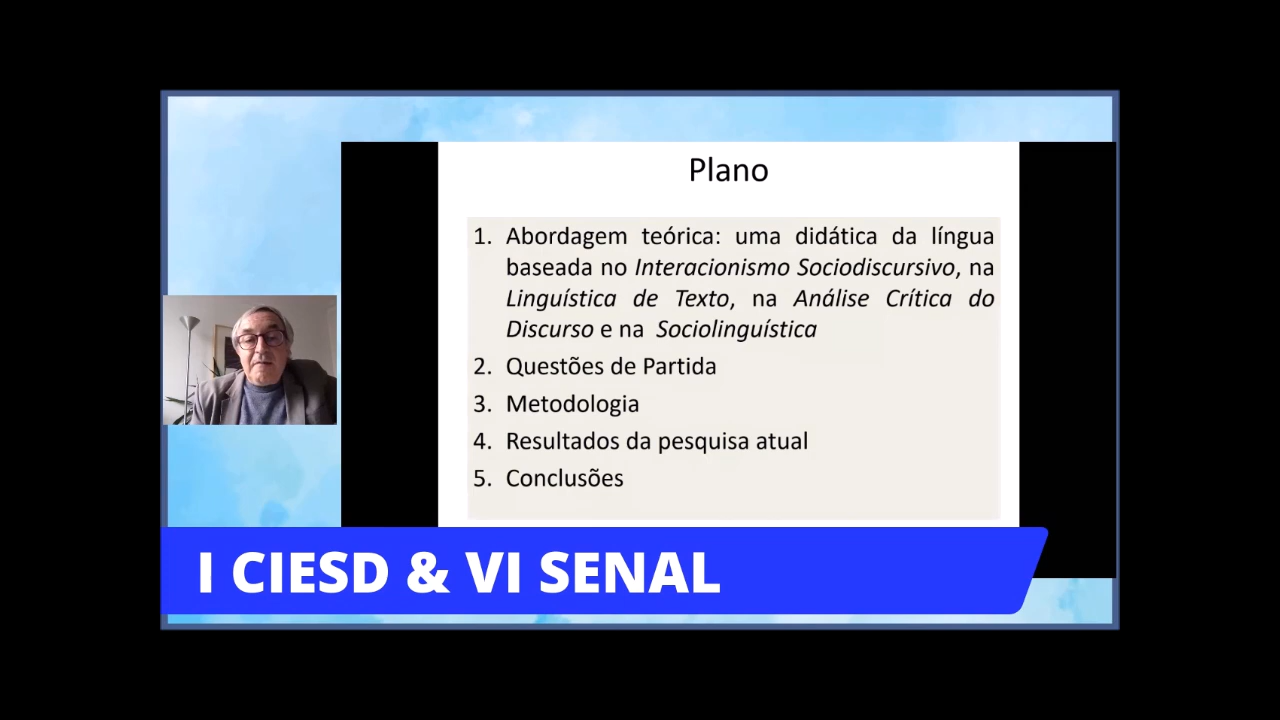 Plano
1. Abordagem teórica: uma didática da língua
baseada no Interacionismo Sociodiscursivo, na
Linguística de Texto, na Análise Crítica do
Discurso e na Sociolinguística
2. Questões de Partida
3. Metodologia
4. Resultados da pesquisa atual
5. Conclusões
I CIESD & VI SENAL